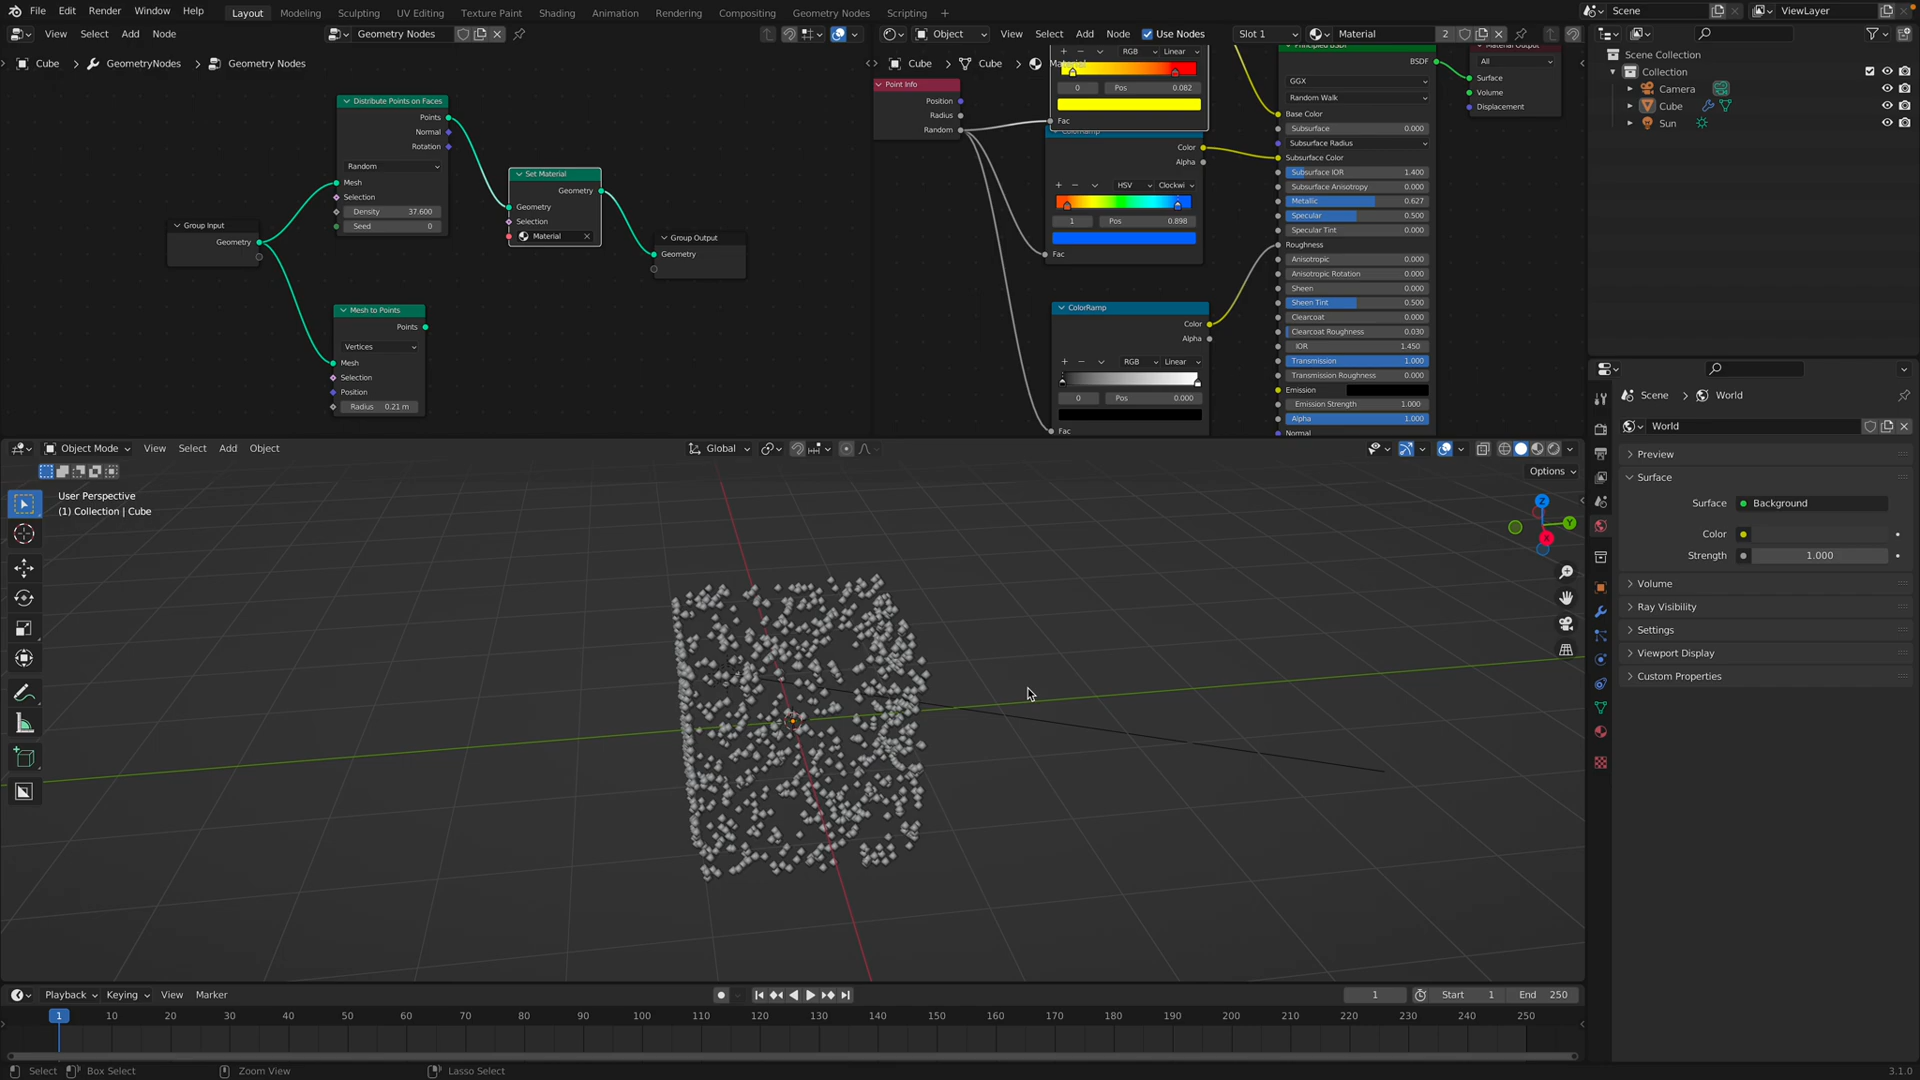 File Edit Render Window Help Layout Modeling Sculpting UV Editing Texture Paint Shading Animation Rendering Compositing Geometry Nodes Scripting + Scene ViewLayer
View Select Add Node Geometry Nodes
Object View Select Add Node Use Nodes Slot 1 Material 2
Cube GeometryNodes Geometry Nodes
Cube Cube
Scene Collection
Collection
Camera
Cube
Sun
Distribute Points on Faces
Points
Normal
Rotation
Random
Mesh
Selection
Density 37.600
Seed 0
Set Material
Geometry
Geometry
Selection
Material
Group Input
Geometry
Group Output
Geometry
Mesh to Points
Points
Vertices
Mesh
Selection
Position
Radius 0.21 m
Point Info
Position
Radius
Random
RGB Linear
0 Pos 0.082
Fac
ColorRamp
Color
Alpha
HSV Clockwi
1 Pos 0.898
Fac
ColorRamp
Color
Alpha
RGB Linear
0 Pos 0.000
Fac
Principled BSDF
BSDF
GGX
Random Walk
Base Color
Subsurface 0.000
Subsurface Radius
Subsurface Color
Subsurface IOR 1.400
Subsurface Anisotropy 0.000
Metallic 0.627
Specular 0.500
Specular Tint 0.000
Roughness
Anisotropic 0.000
Anisotropic Rotation 0.000
Sheen 0.000
Sheen Tint 0.500
Clearcoat 0.000
Clearcoat Roughness 0.030
IOR 1.450
Transmission 1.000
Transmission Roughness 0.000
Emission
Emission Strength 1.000
Alpha 1.000
Normal
Material Output
All
Surface
Volume
Displacement
Object Mode View Select Add Object Global
Options
User Perspective
(1) Collection | Cube
Z
Y
X
Scene World
World
Preview
Surface
Surface Background
Color
Strength 1.000
Volume
Ray Visibility
Settings
Viewport Display
Custom Properties
Playback Keying View Marker 1 Start 1 End 250
1 10 20 30 40 50 60 70 80 90 100 110 120 130 140 150 160 170 180 190 200 210 220 230 240 250
Select Box Select Zoom View Lasso Select 3.1.0